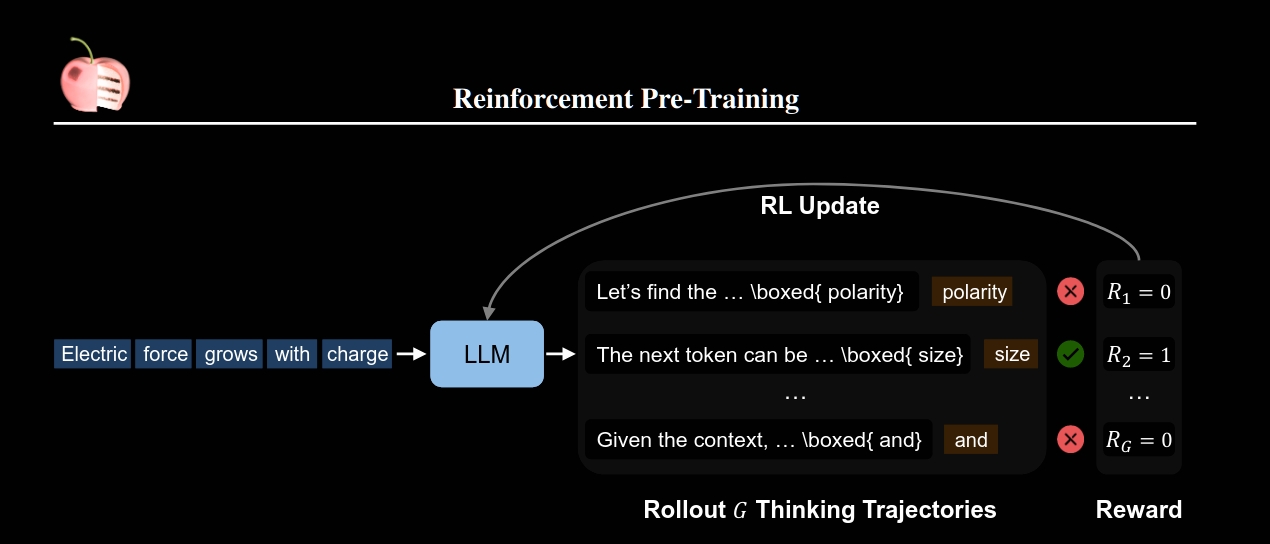 Reinforcement Pre-Training
RL Update
Let’s find the … \boxed{ polarity} polarity R₁ = 0
Electric force grows with charge LLM The next token can be … \boxed{ size} size R₂ = 1
… …
Given the context, … \boxed{ and} and R_G = 0
Rollout G Thinking Trajectories Reward